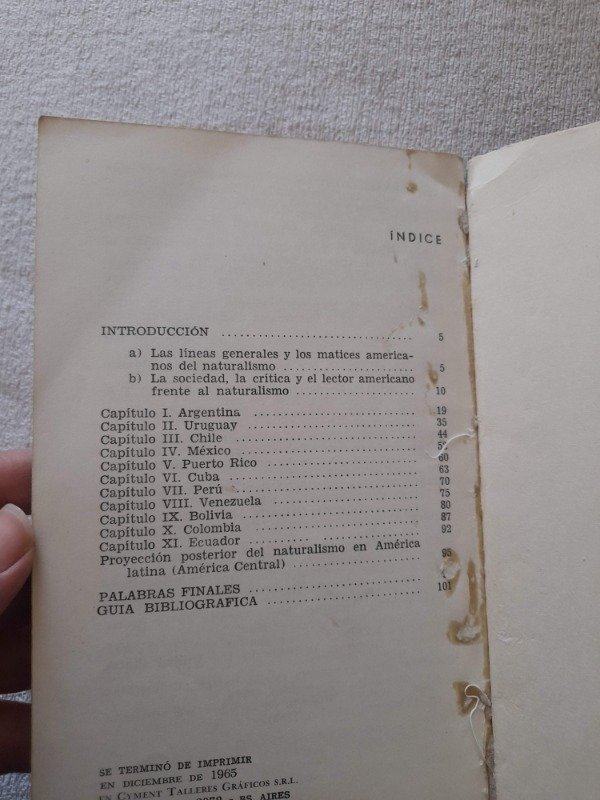 ÍNDICE
INTRODUCCIÓN 5
a) Las líneas generales y los matices america-
nos del naturalismo 5
b) La sociedad, la crítica y el lector americano
frente al naturalismo 10
Capítulo I. Argentina 19
Capítulo II. Uruguay 35
Capítulo III. Chile 44
Capítulo IV. México
Capítulo V. Puerto Rico 60
Capítulo VI. Cuba 63
Capítulo VII. Perú 70
Capítulo VIII. Venezuela 75
Capítulo IX. Bolivia 80
Capítulo X. Colombia 87
Capítulo XI. Ecuador 92
Proyección posterior del naturalismo en América
latina (América Central) 95
PALABRAS FINALES
GUIA BIBLIOGRAFICA 101
SE TERMINÓ DE IMPRIMIR
EN DICIEMBRE DE 1965
EN CYMENT TALLERES GRÁFICOS S.R.L.
BS. AIRES